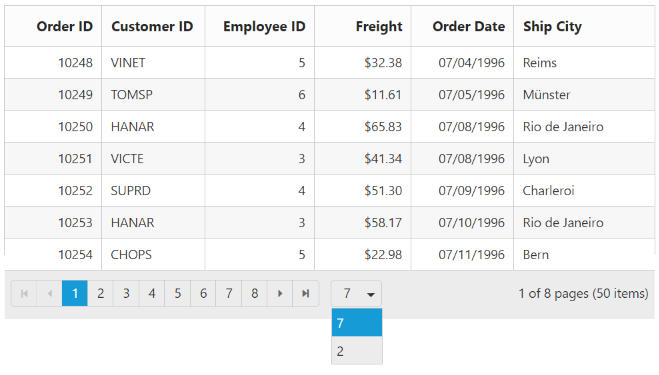 Order ID Customer ID Employee ID Freight Order Date Ship City
10248 VINET 5 $32.38 07/04/1996 Reims
10249 TOMSP 6 $11.61 07/05/1996 Münster
10250 HANAR 4 $65.83 07/08/1996 Rio de Janeiro
10251 VICTE 3 $41.34 07/08/1996 Lyon
10252 SUPRD 4 $51.30 07/09/1996 Charleroi
10253 HANAR 3 $58.17 07/10/1996 Rio de Janeiro
10254 CHOPS 5 $22.98 07/11/1996 Bern
1 2 3 4 5 6 7 8 7 1 of 8 pages (50 items)
7
2